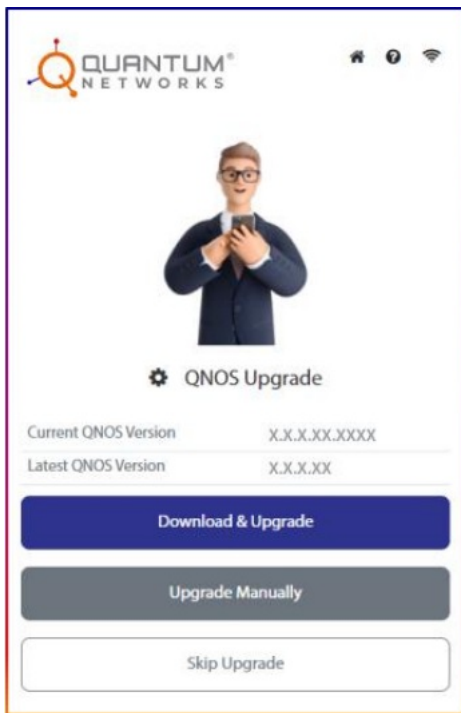 QUANTUM®
NETWORKS
QNOS Upgrade
Current QNOS Version X.X.X.XX.XXXX
Latest QNOS Version X.X.X.XX
Download & Upgrade
Upgrade Manually
Skip Upgrade